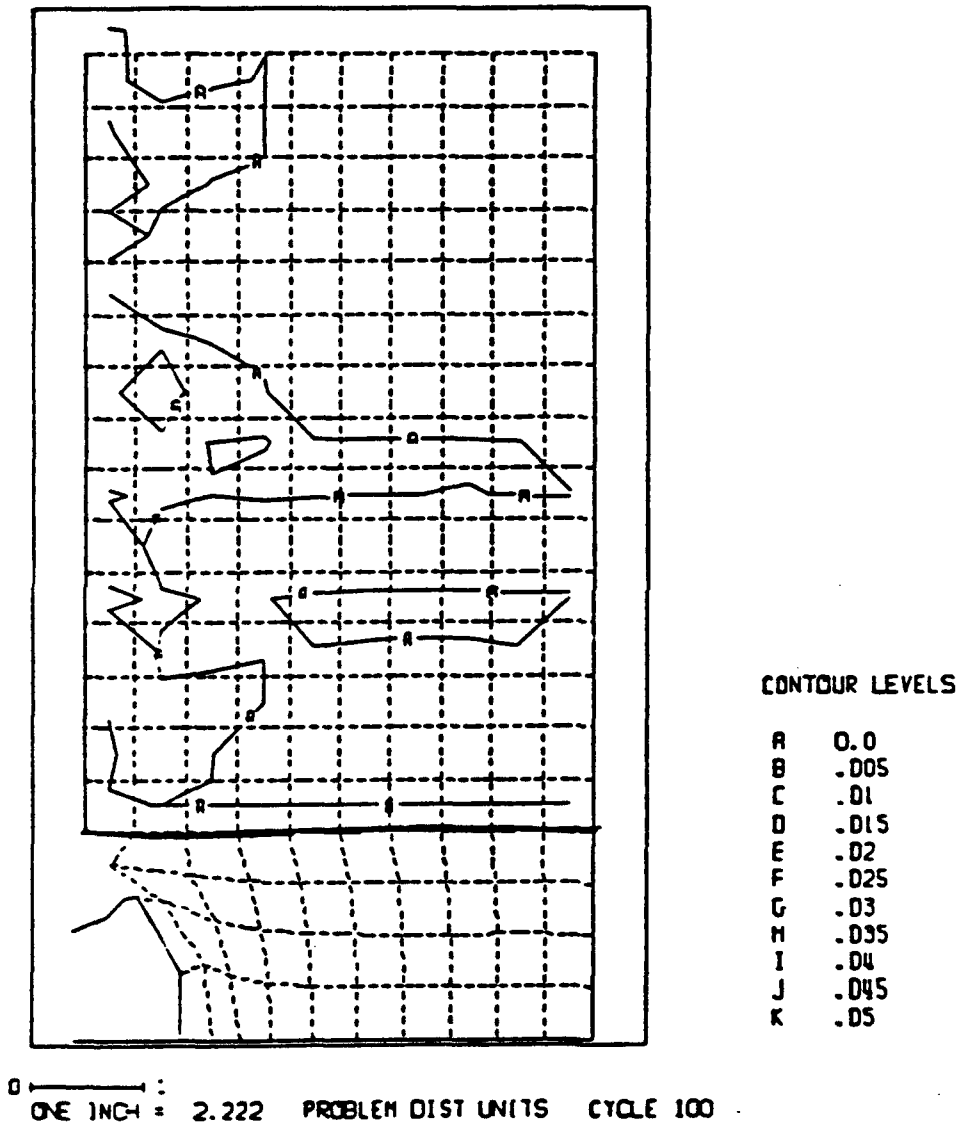 A
A
A
A
A
A
A
A
CONTOUR LEVELS
A 0.0
B .005
C .01
D .015
E .02
F .025
G .03
H .035
I .04
J .045
K .05
0
ONE INCH = 2.222 PROBLEM DIST UNITS CYCLE 100